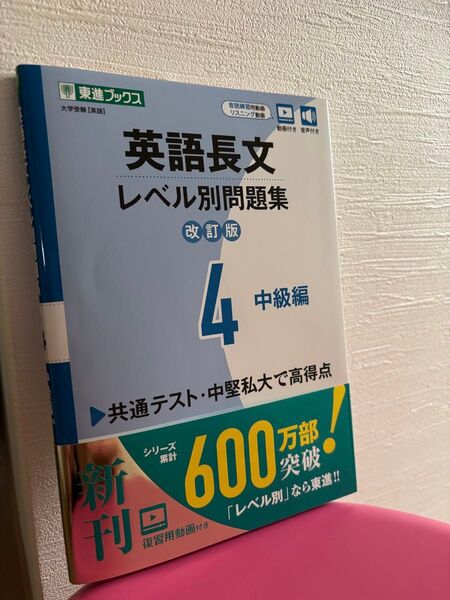 東進ブックス
大学受験【英語】
音読練習用動画
リスニング動画
動画付き
音声付き
英語長文
レベル別問題集
改訂版
4 中級編
▶共通テスト・中堅私大で高得点
シリーズ
累計
600万部
突破!
「レベル別」なら東進!!
新刊
復習用動画付き